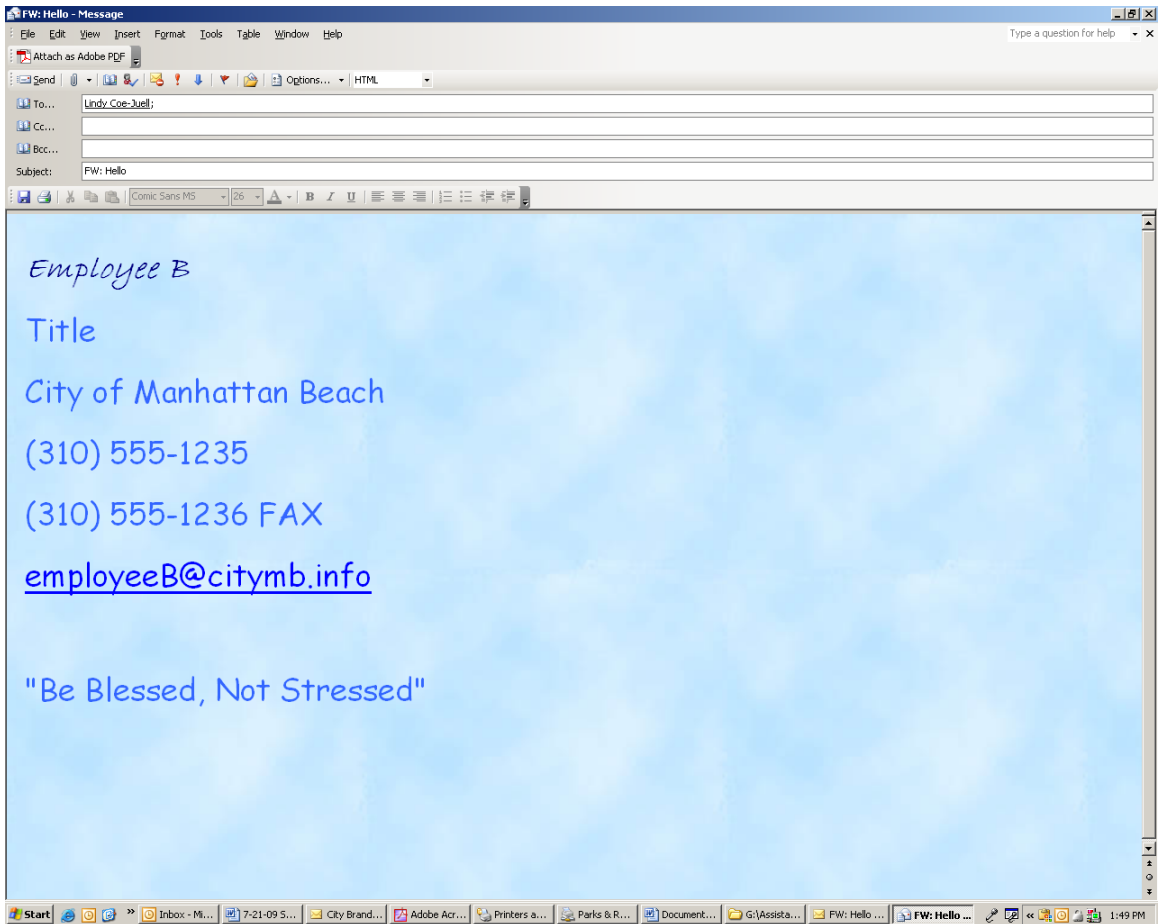 FW: Hello - Message
File Edit View Insert Format Tools Table Window Help Type a question for help
Attach as Adobe PDF
Send Options... HTML
To... Lindy Coe-Juell;
Cc...
Bcc...
Subject: FW: Hello
Comic Sans MS 26 A B I U
Employee B
Title
City of Manhattan Beach
(310) 555-1235
(310) 555-1236 FAX
employeeB@citymb.info
"Be Blessed, Not Stressed"
Start Inbox - Mi... 7-21-09 S... City Brand... Adobe Acr... Printers a... Parks & R... Document... G:\Assista... FW: Hello ... FW: Hello ... 1:49 PM